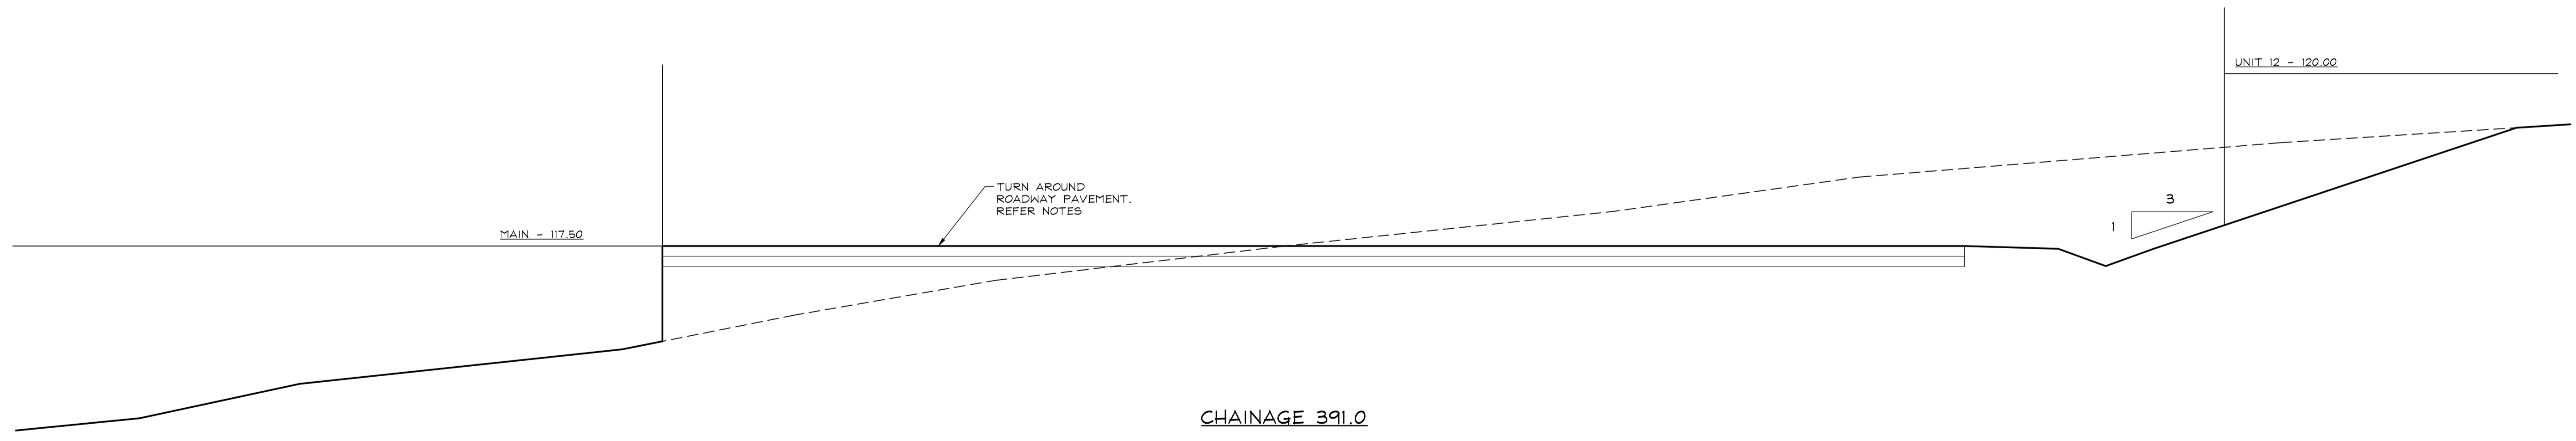 UNIT 12 - 120.00
TURN AROUND
ROADWAY PAVEMENT.
REFER NOTES
MAIN - 117.50
3
1
CHAINAGE 391.0